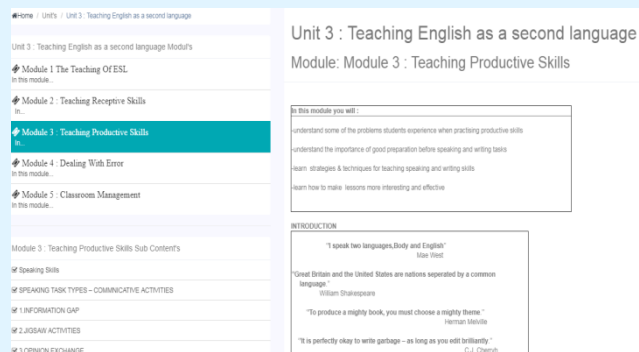 Home / Unit's / Unit 3 : Teaching English as a second language
Unit 3 : Teaching English as a second language Modul's
Module 1 The Teaching Of ESL
In this module...
Module 2 : Teaching Receptive Skills
In...
Module 3 : Teaching Productive Skills
In...
Module 4 : Dealing With Error
In this module...
Module 5 : Classroom Management
In this module...
Module 3 : Teaching Productive Skills Sub Content's
Speaking Skills
SPEAKING TASK TYPES – COMMNICATIVE ACTIVITIES
1.INFORMATION GAP
2.JIGSAW ACTIVITIES
3.OPINION EXCHANGE
Unit 3 : Teaching English as a second language
Module: Module 3 : Teaching Productive Skills
In this module you will :
-understand some of the problems students experience when practising productive skills
-understand the importance of good preparation before speaking and writing tasks
-learn strategies & techniques for teaching speaking and writing skills
-learn how to make lessons more interesting and effective
INTRODUCTION
"I speak two languages,Body and English"
Mae West
"Great Britain and the United States are nations seperated by a common
language "
William Shakespeare
"To produce a mighty book, you must choose a mighty theme."
Herman Melville
"It is perfectly okay to write garbage – as long as you edit brilliantly."
C.J. Cherryh